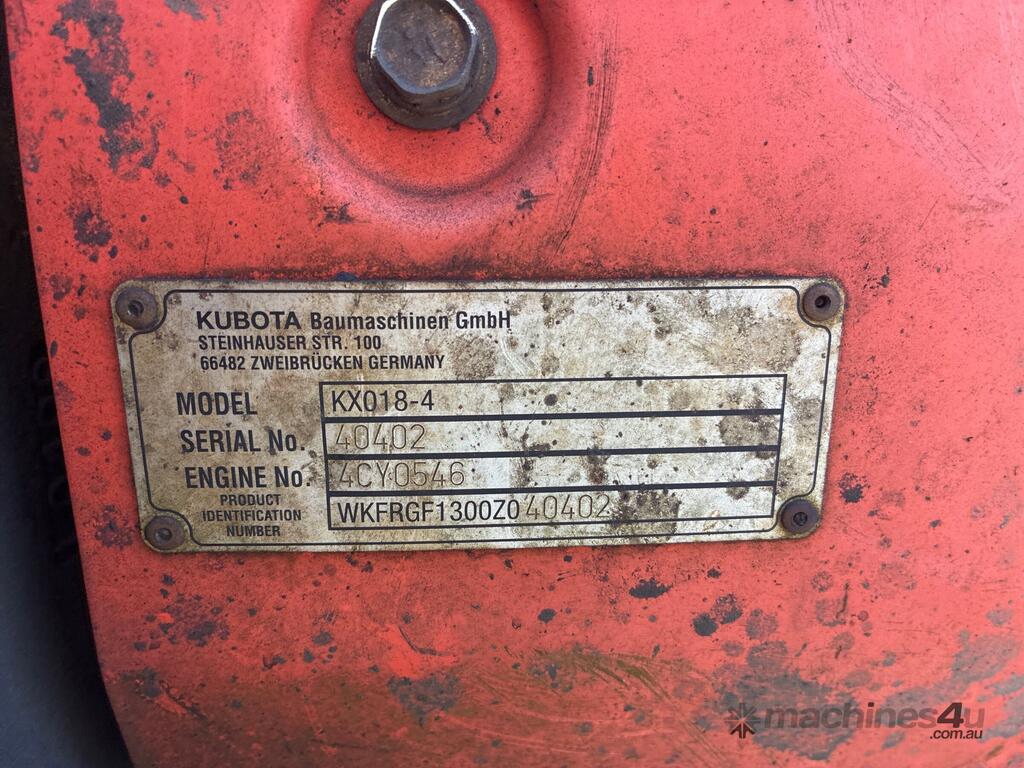 KUBOTA Baumaschinen GmbH
STEINHAUSER STR. 100
66482 ZWEIBRÜCKEN GERMANY
MODEL KX018-4
SERIAL No. 40402
ENGINE No. 4CY0546
PRODUCT
IDENTIFICATION
NUMBER
WKFRGF1300Z040402
machines4u
.com.au